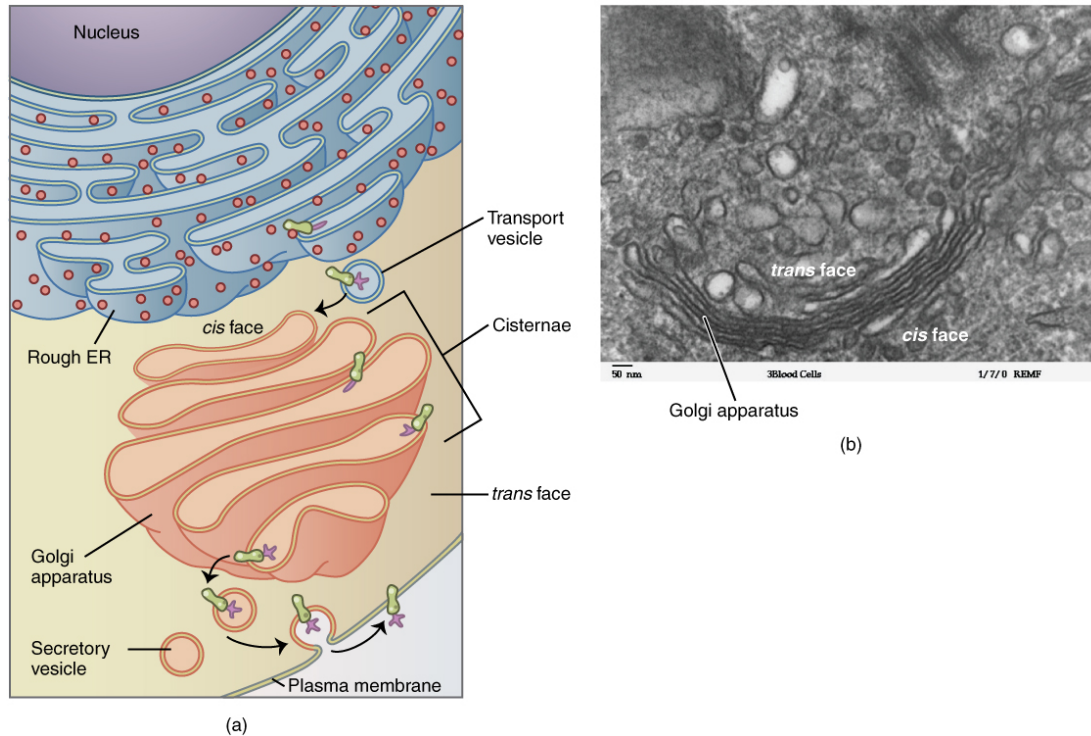 Nucleus
Transport
vesicle
cis face
Cisternae
Rough ER
trans face
Golgi
apparatus
Secretory
vesicle
Plasma membrane
(a)
trans face
cis face
50 nm
3Blood Cells
1/7/0 REMF
Golgi apparatus
(b)